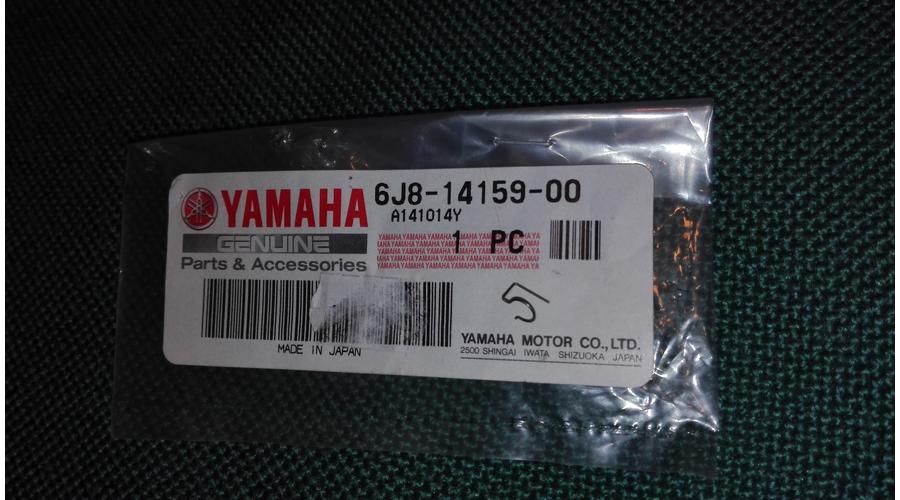 YAMAHA
GENUINE
Parts & Accessories
6J8-14159-00
A141014Y
1 PC
YAMAHA YAMAHA YAMAHA YAMAHA YAMAHA YAMAHA YA
MADE IN JAPAN
YAMAHA MOTOR CO.,LTD.
2500 SHINGAI IWATA SHIZUOKA JAPAN